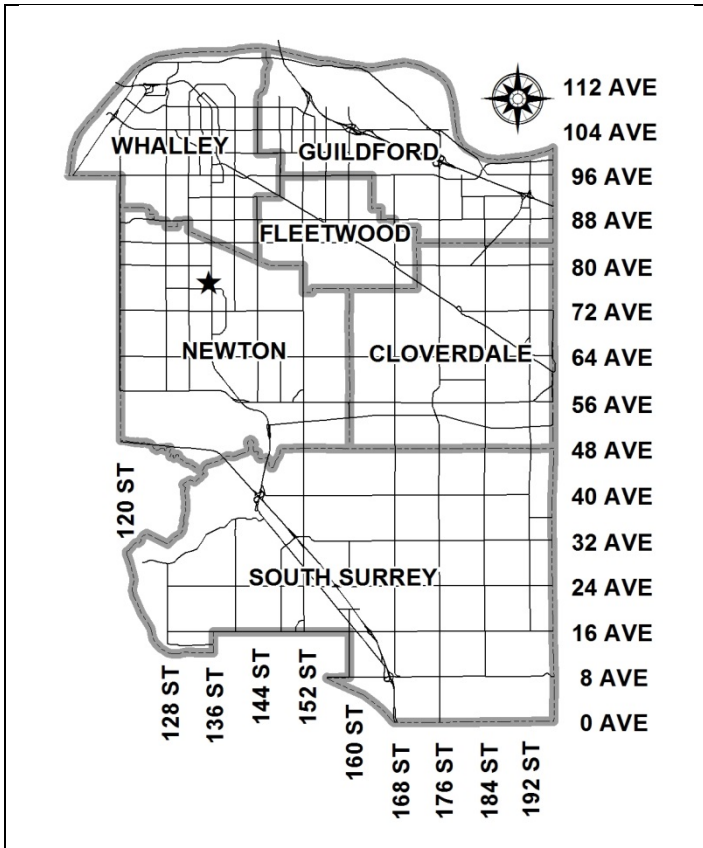 112 AVE
104 AVE
WHALLEY
GUILDFORD
96 AVE
88 AVE
FLEETWOOD
80 AVE
72 AVE
NEWTON
CLOVERDALE
64 AVE
56 AVE
48 AVE
120 ST
40 AVE
32 AVE
SOUTH SURREY
24 AVE
16 AVE
8 AVE
0 AVE
128 ST
136 ST
144 ST
152 ST
160 ST
168 ST
176 ST
184 ST
192 ST